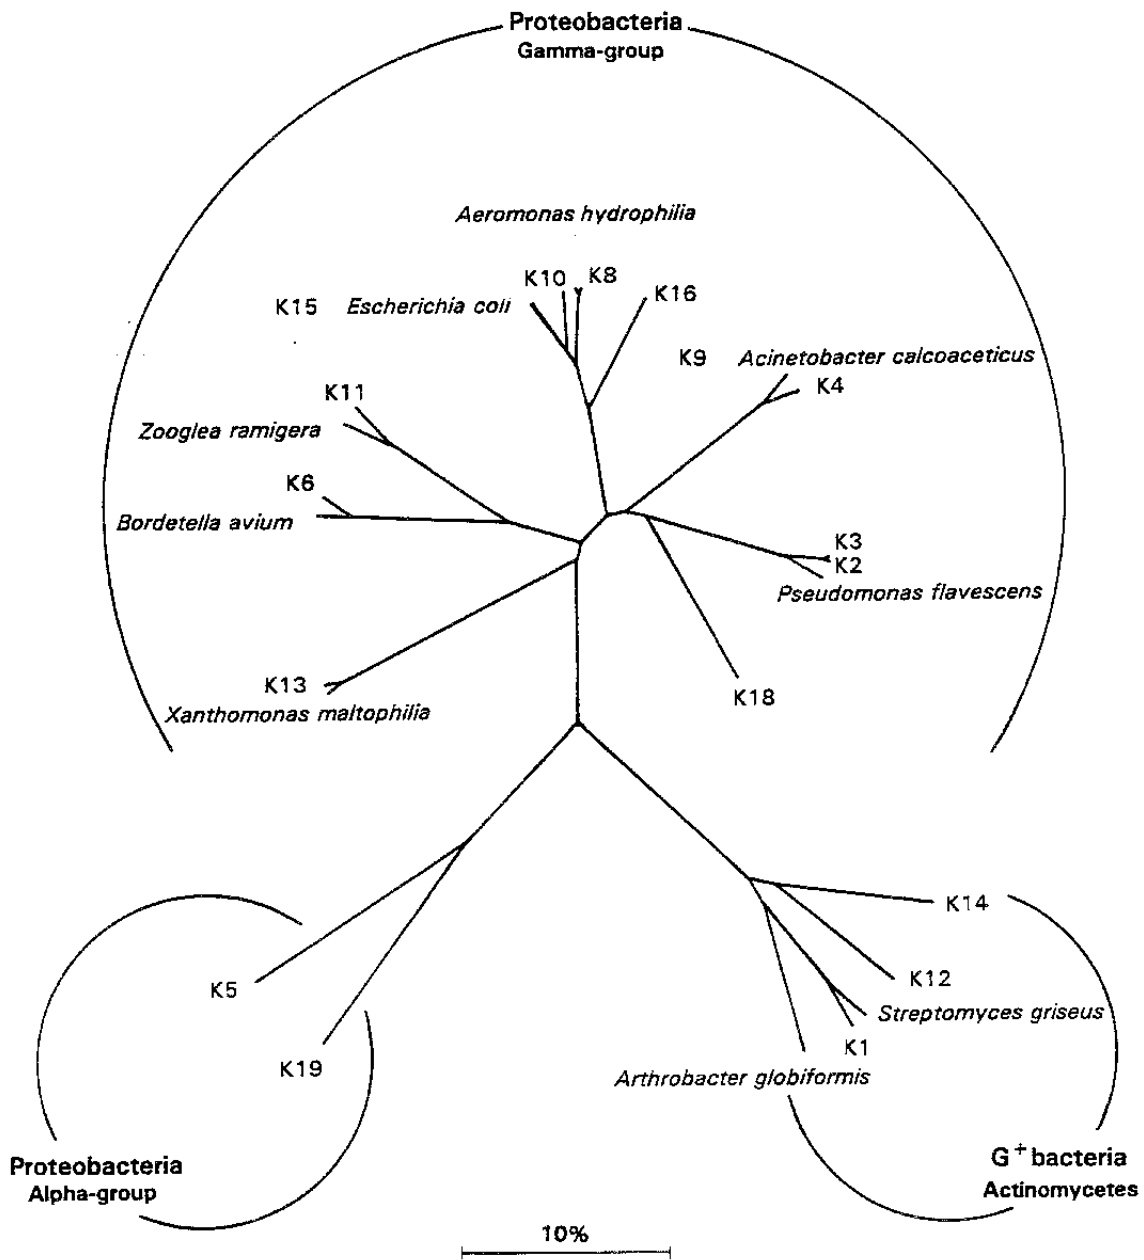 Proteobacteria
Gamma-group
Aeromonas hydrophilia
K10 K8
K16
K15 Escherichia coli
K9 Acinetobacter calcoaceticus
K4
K11
Zooglea ramigera
K6
Bordetella avium
K3
K2
Pseudomonas flavescens
K13
K18
Xanthomonas maltophilia
K14
K5
K12
Streptomyces griseus
K1
K19
Arthrobacter globiformis
Proteobacteria
Alpha-group
G+ bacteria
Actinomycetes
10%